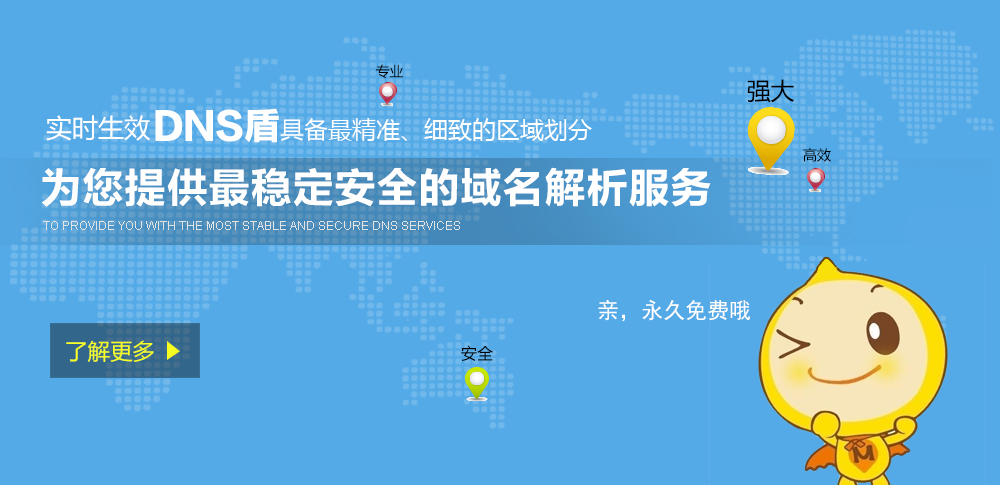 专业
强大
实时生效DNS盾具备最精准、细致的区域划分
高效
为您提供最稳定安全的域名解析服务
TO PROVIDE YOU WITH THE MOST STABLE AND SECURE DNS SERVICES
亲，永久免费哦
了解更多
安全
M